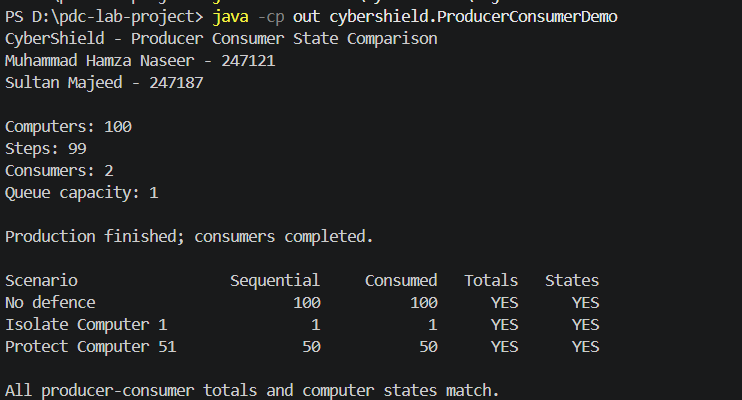 PS D:\pdc-lab-project> java -cp out cybershield.ProducerConsumerDemo
CyberShield - Producer Consumer State Comparison
Muhammad Hamza Naseer - 247121
Sultan Majeed - 247187
Computers: 100
Steps: 99
Consumers: 2
Queue capacity: 1
Production finished; consumers completed.
Scenario Sequential Consumed Totals States
No defence 100 100 YES YES
Isolate Computer 1 1 1 YES YES
Protect Computer 51 50 50 YES YES
All producer-consumer totals and computer states match.